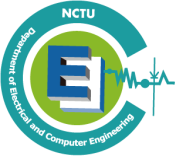 NCTU
E
Department of Electrical and Computer Engineering